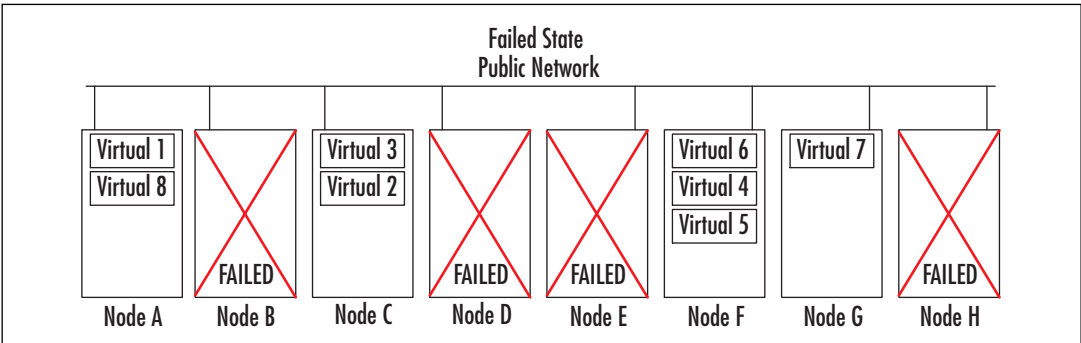 Failed State
Public Network
Virtual 1
Virtual 8
Virtual 3
Virtual 2
Virtual 6
Virtual 4
Virtual 5
Virtual 7
FAILED
FAILED
FAILED
FAILED
Node A
Node B
Node C
Node D
Node E
Node F
Node G
Node H